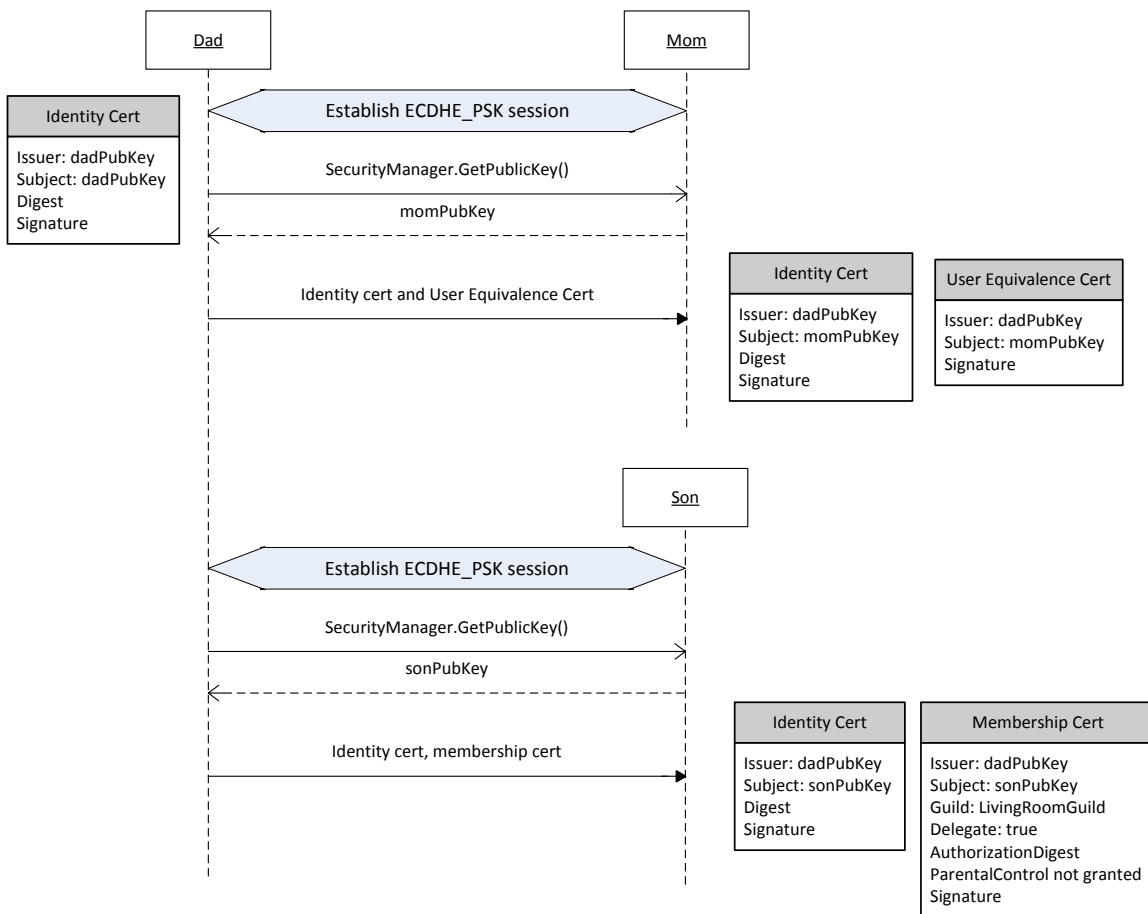 Dad
Mom
Establish ECDHE_PSK session
Identity Cert
Issuer: dadPubKey
Subject: dadPubKey
Digest
Signature
SecurityManager.GetPublicKey()
momPubKey
Identity cert and User Equivalence Cert
Identity Cert
Issuer: dadPubKey
Subject: momPubKey
Digest
Signature
User Equivalence Cert
Issuer: dadPubKey
Subject: momPubKey
Signature
Son
Establish ECDHE_PSK session
SecurityManager.GetPublicKey()
sonPubKey
Identity cert, membership cert
Identity Cert
Issuer: dadPubKey
Subject: sonPubKey
Digest
Signature
Membership Cert
Issuer: dadPubKey
Subject: sonPubKey
Guild: LivingRoomGuild
Delegate: true
AuthorizationDigest
ParentalControl not granted
Signature